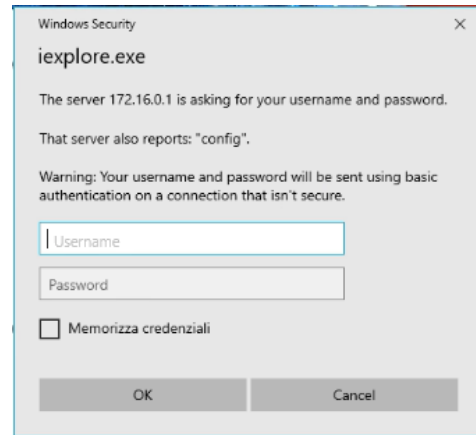 Windows Security
iexplore.exe
The server 172.16.0.1 is asking for your username and password.
That server also reports: "config".
Warning: Your username and password will be sent using basic
authentication on a connection that isn't secure.
Username
Password
Memorizza credenziali
OK Cancel